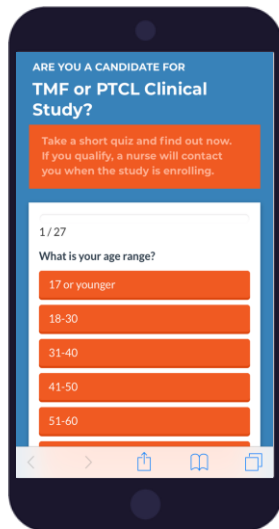 ARE YOU A CANDIDATE FOR
TMF or PTCL Clinical
Study?
Take a short quiz and find out now.
If you qualify, a nurse will contact
you when the study is enrolling.
1 / 27
What is your age range?
17 or younger
18-30
31-40
41-50
51-60